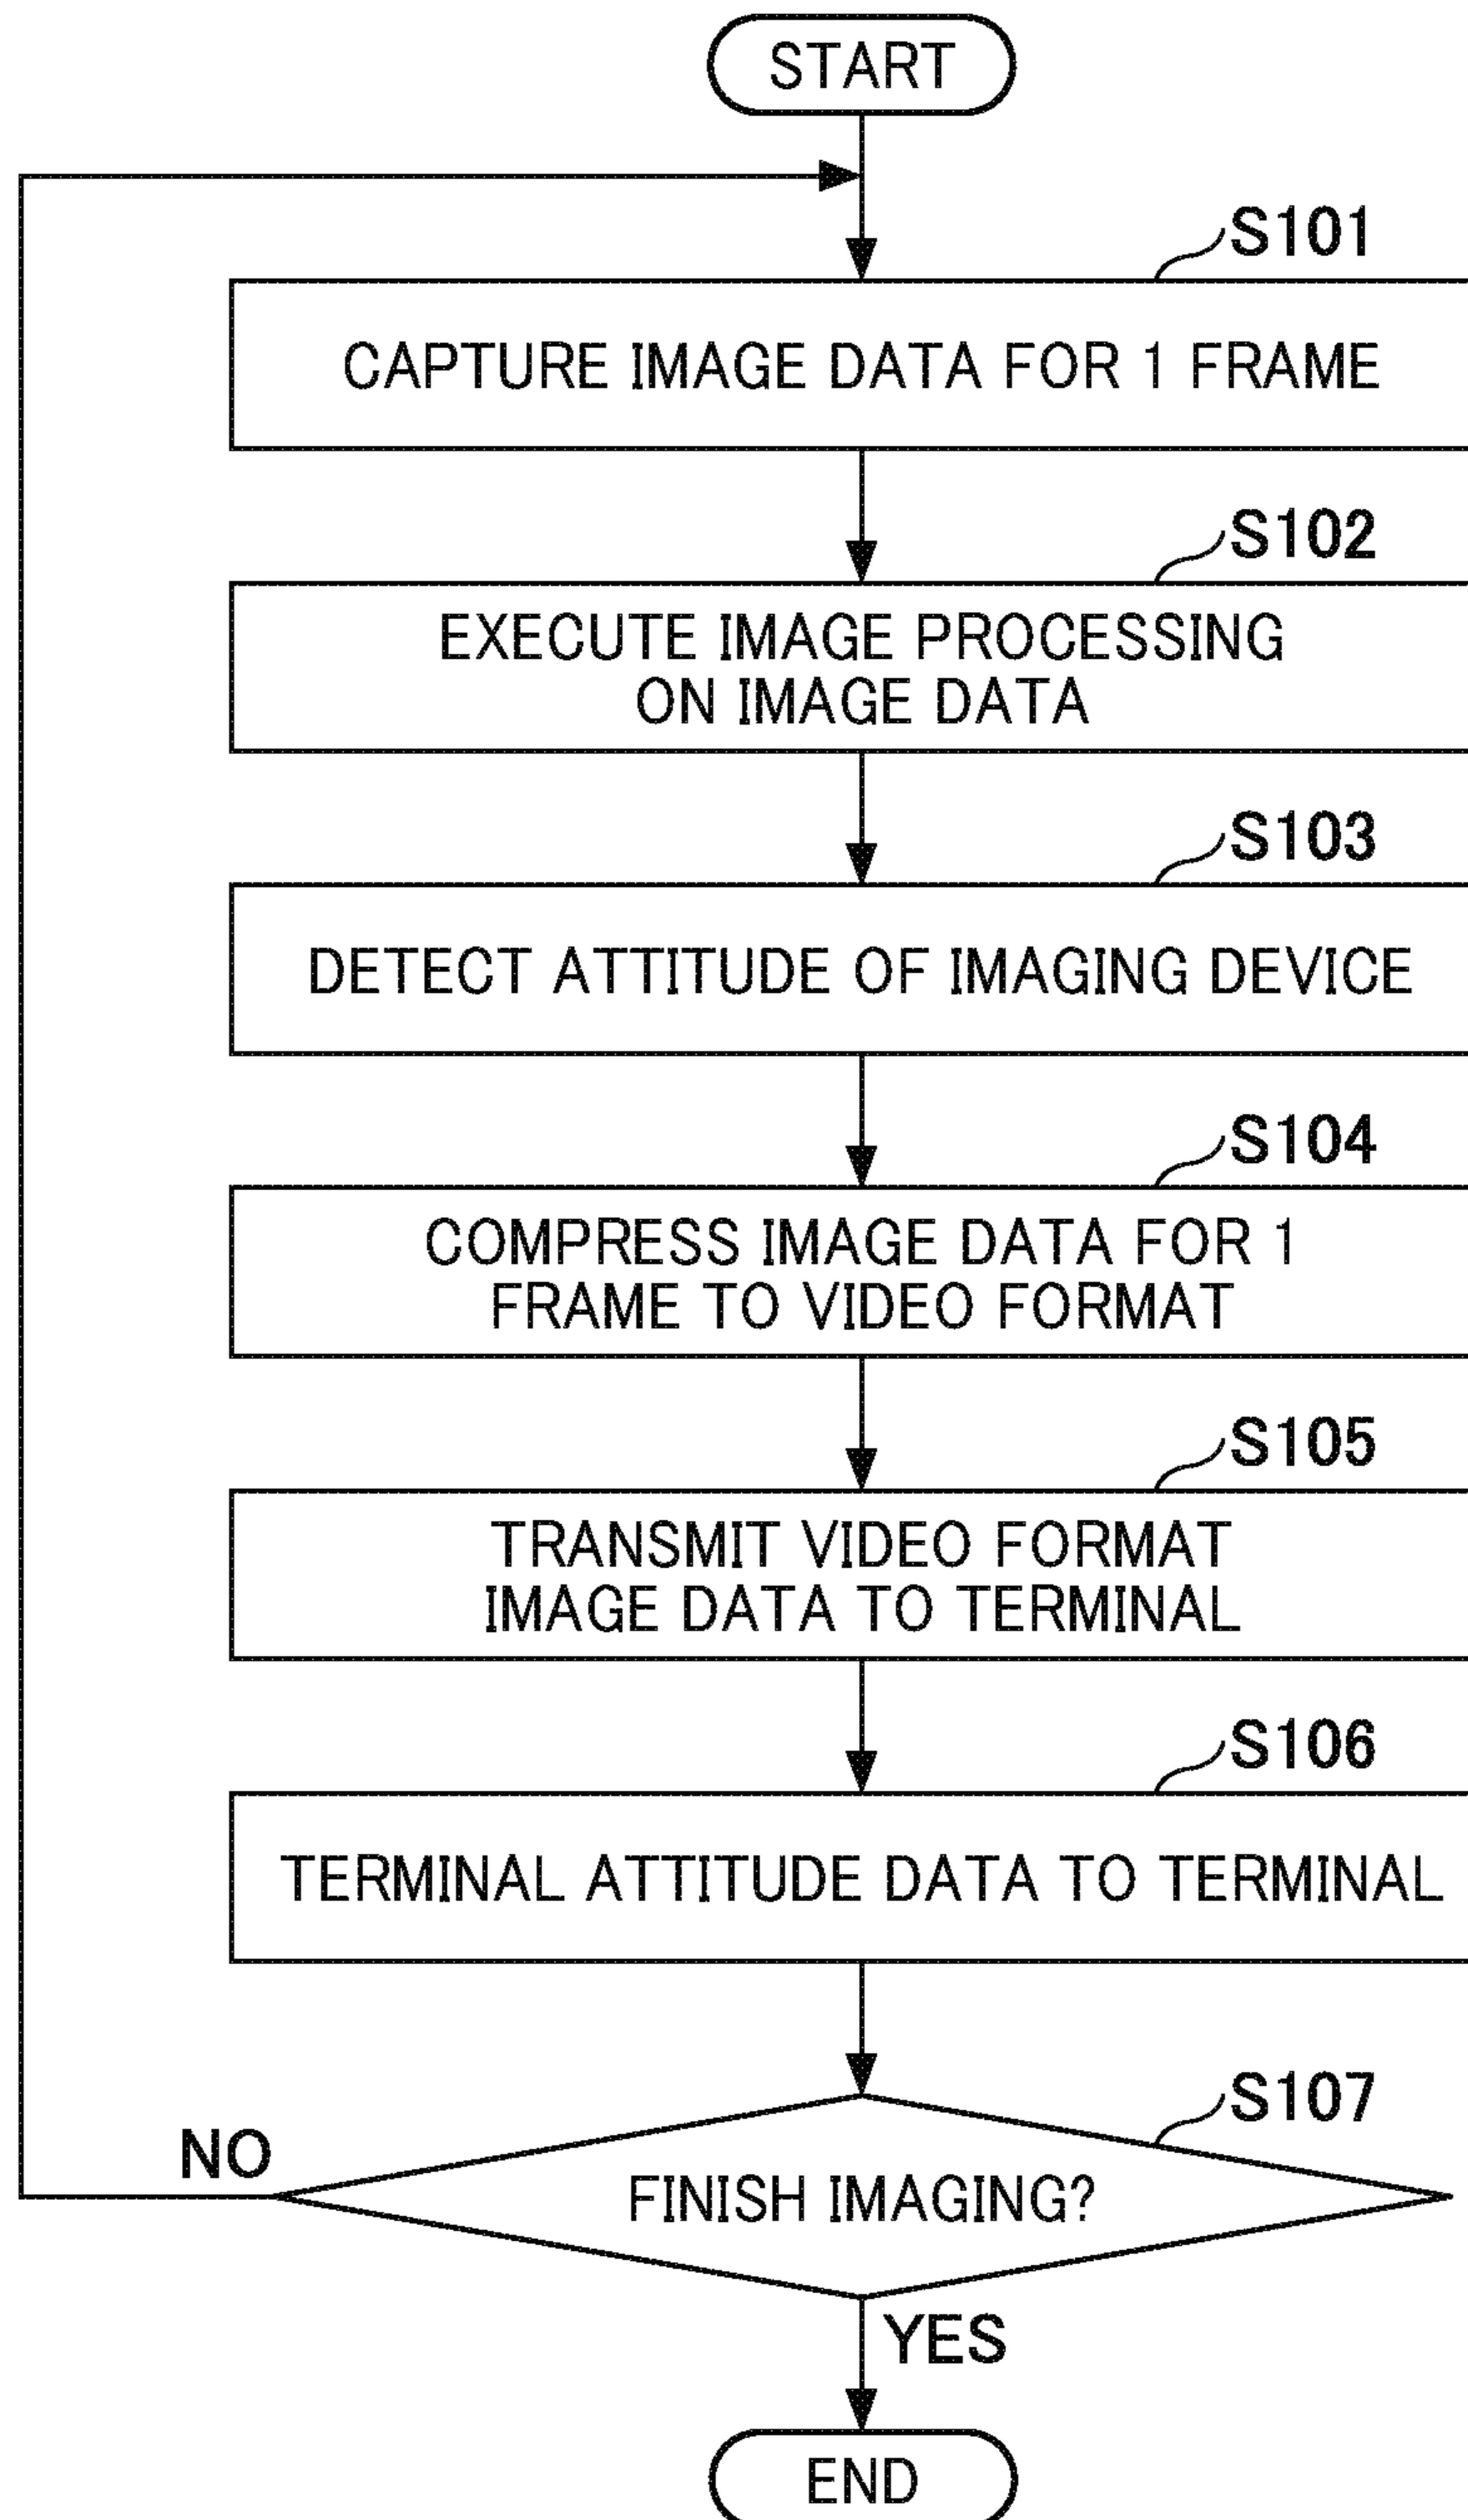 START
S101
CAPTURE IMAGE DATA FOR 1 FRAME
S102
EXECUTE IMAGE PROCESSING
ON IMAGE DATA
S103
DETECT ATTITUDE OF IMAGING DEVICE
S104
COMPRESS IMAGE DATA FOR 1
FRAME TO VIDEO FORMAT
S105
TRANSMIT VIDEO FORMAT
IMAGE DATA TO TERMINAL
S106
TERMINAL ATTITUDE DATA TO TERMINAL
S107
NO
FINISH IMAGING?
YES
END